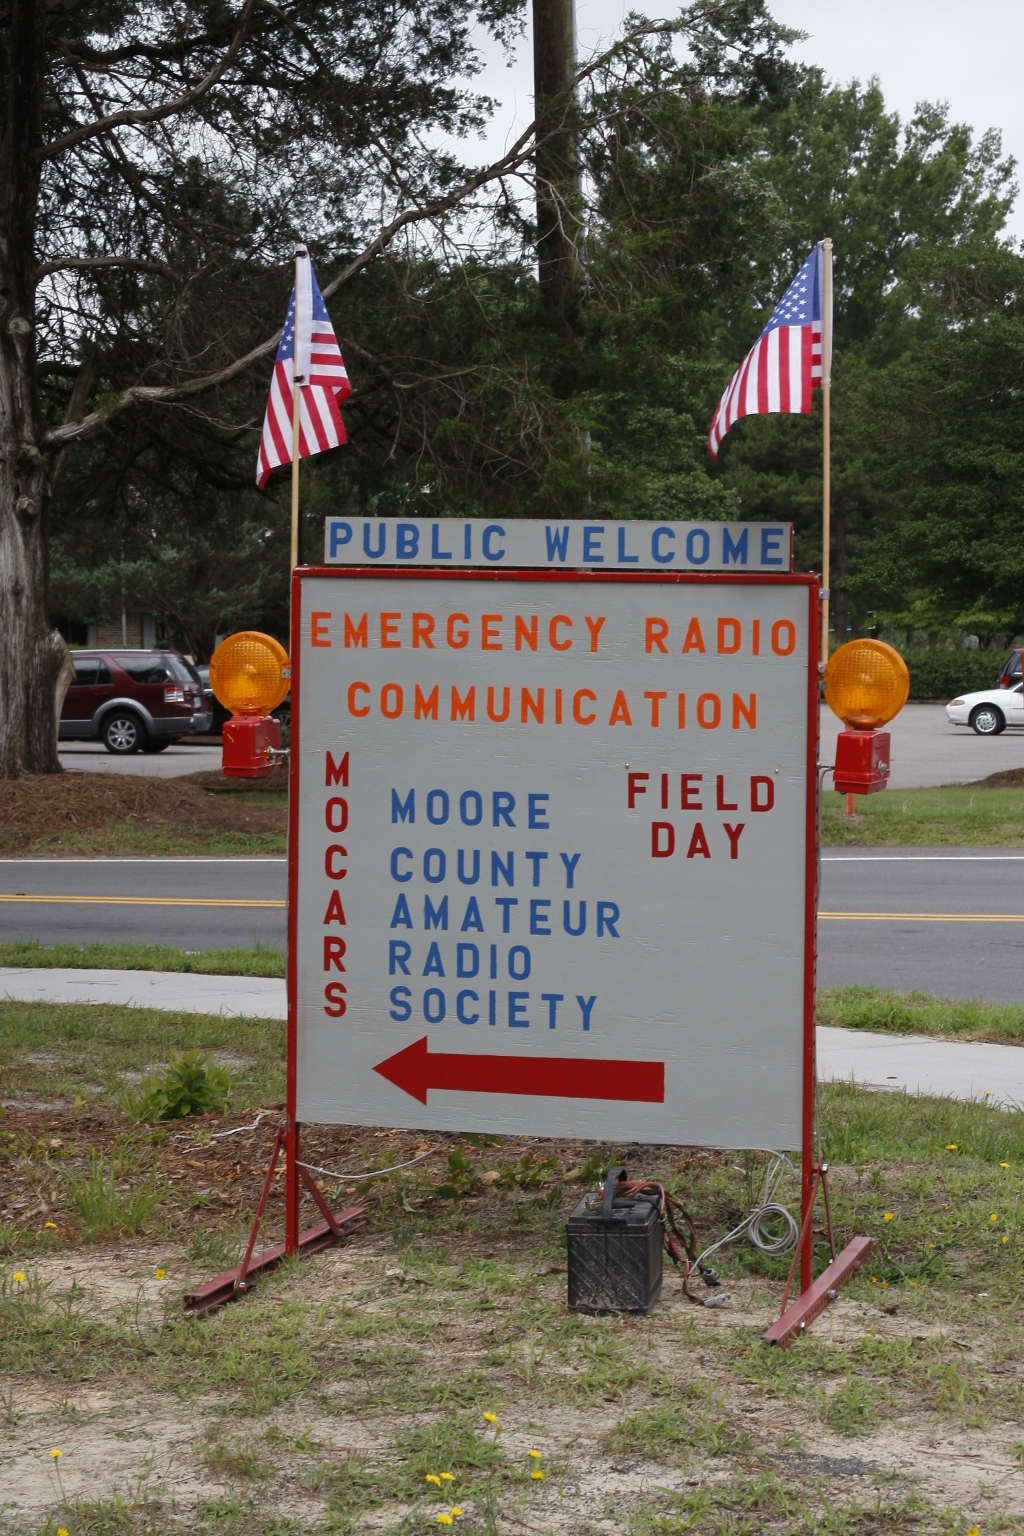 PUBLIC WELCOME
EMERGENCY RADIO
COMMUNICATION
FIELD
DAY
M
O
C
A
R
S
MOORE
COUNTY
AMATEUR
RADIO
SOCIETY